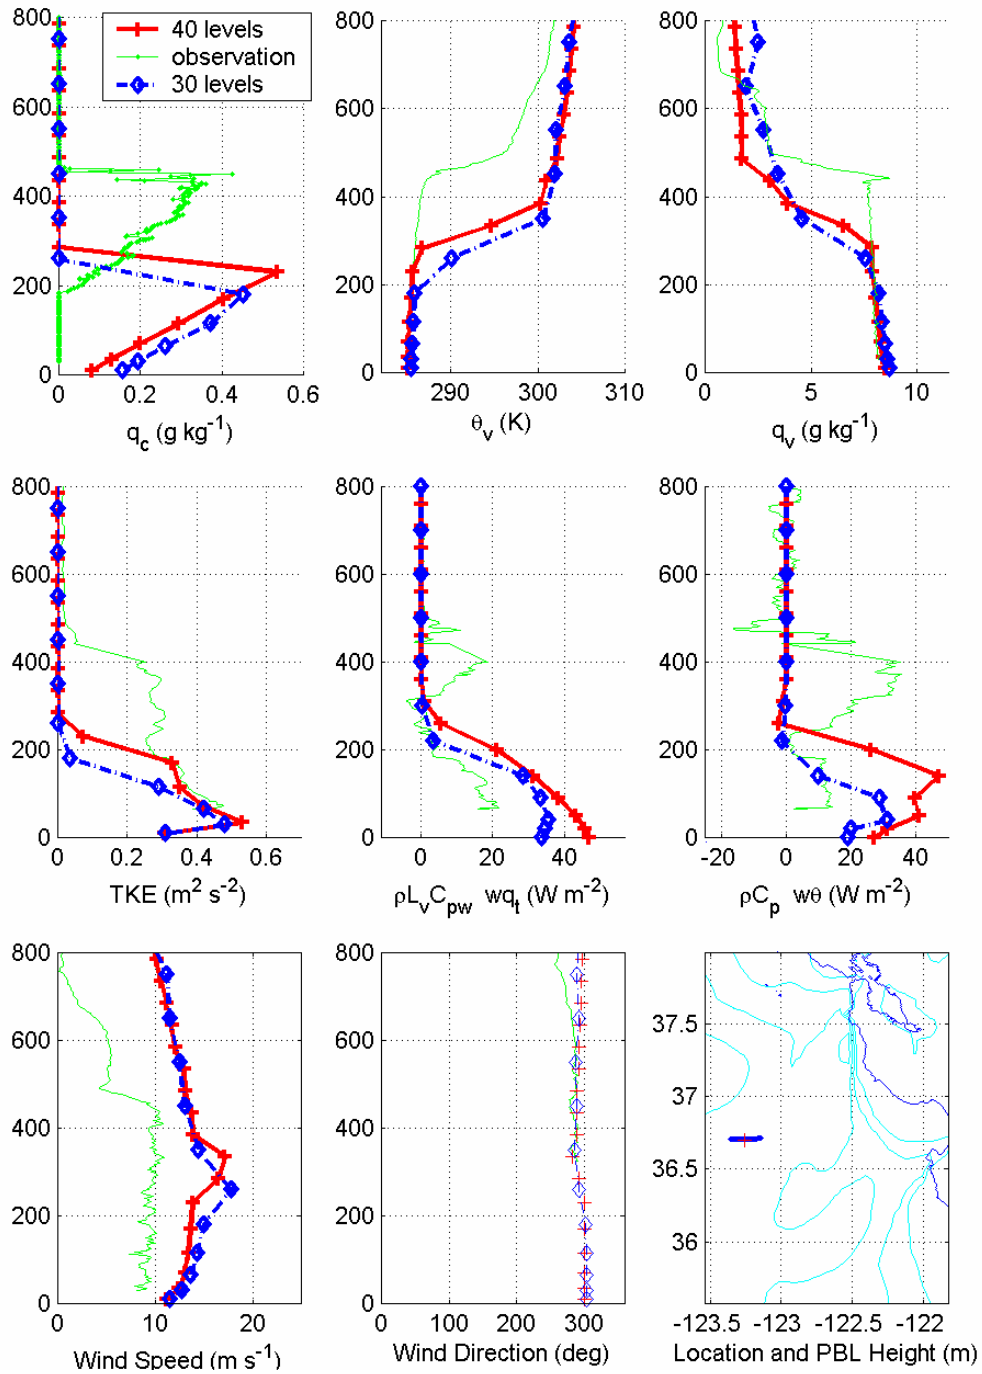 800
600
400
200
0
40 levels
observation
30 levels
0 0.2 0.4 0.6
q_c (g kg⁻¹)
800
600
400
200
0
290 300 310
θ_v (K)
800
600
400
200
0
0 5 10
q_v (g kg⁻¹)
800
600
400
200
0
0 0.2 0.4 0.6
TKE (m² s⁻²)
800
600
400
200
0
0 20 40
ρL_vC_pw wq_t (W m⁻²)
800
600
400
200
0
-20 0 20 40
ρC_p wθ (W m⁻²)
800
600
400
200
0
0 10 20
Wind Speed (m s⁻¹)
800
600
400
200
0
0 100 200 300
Wind Direction (deg)
37.5
37
36.5
36
-123.5 -123 -122.5 -122
Location and PBL Height (m)